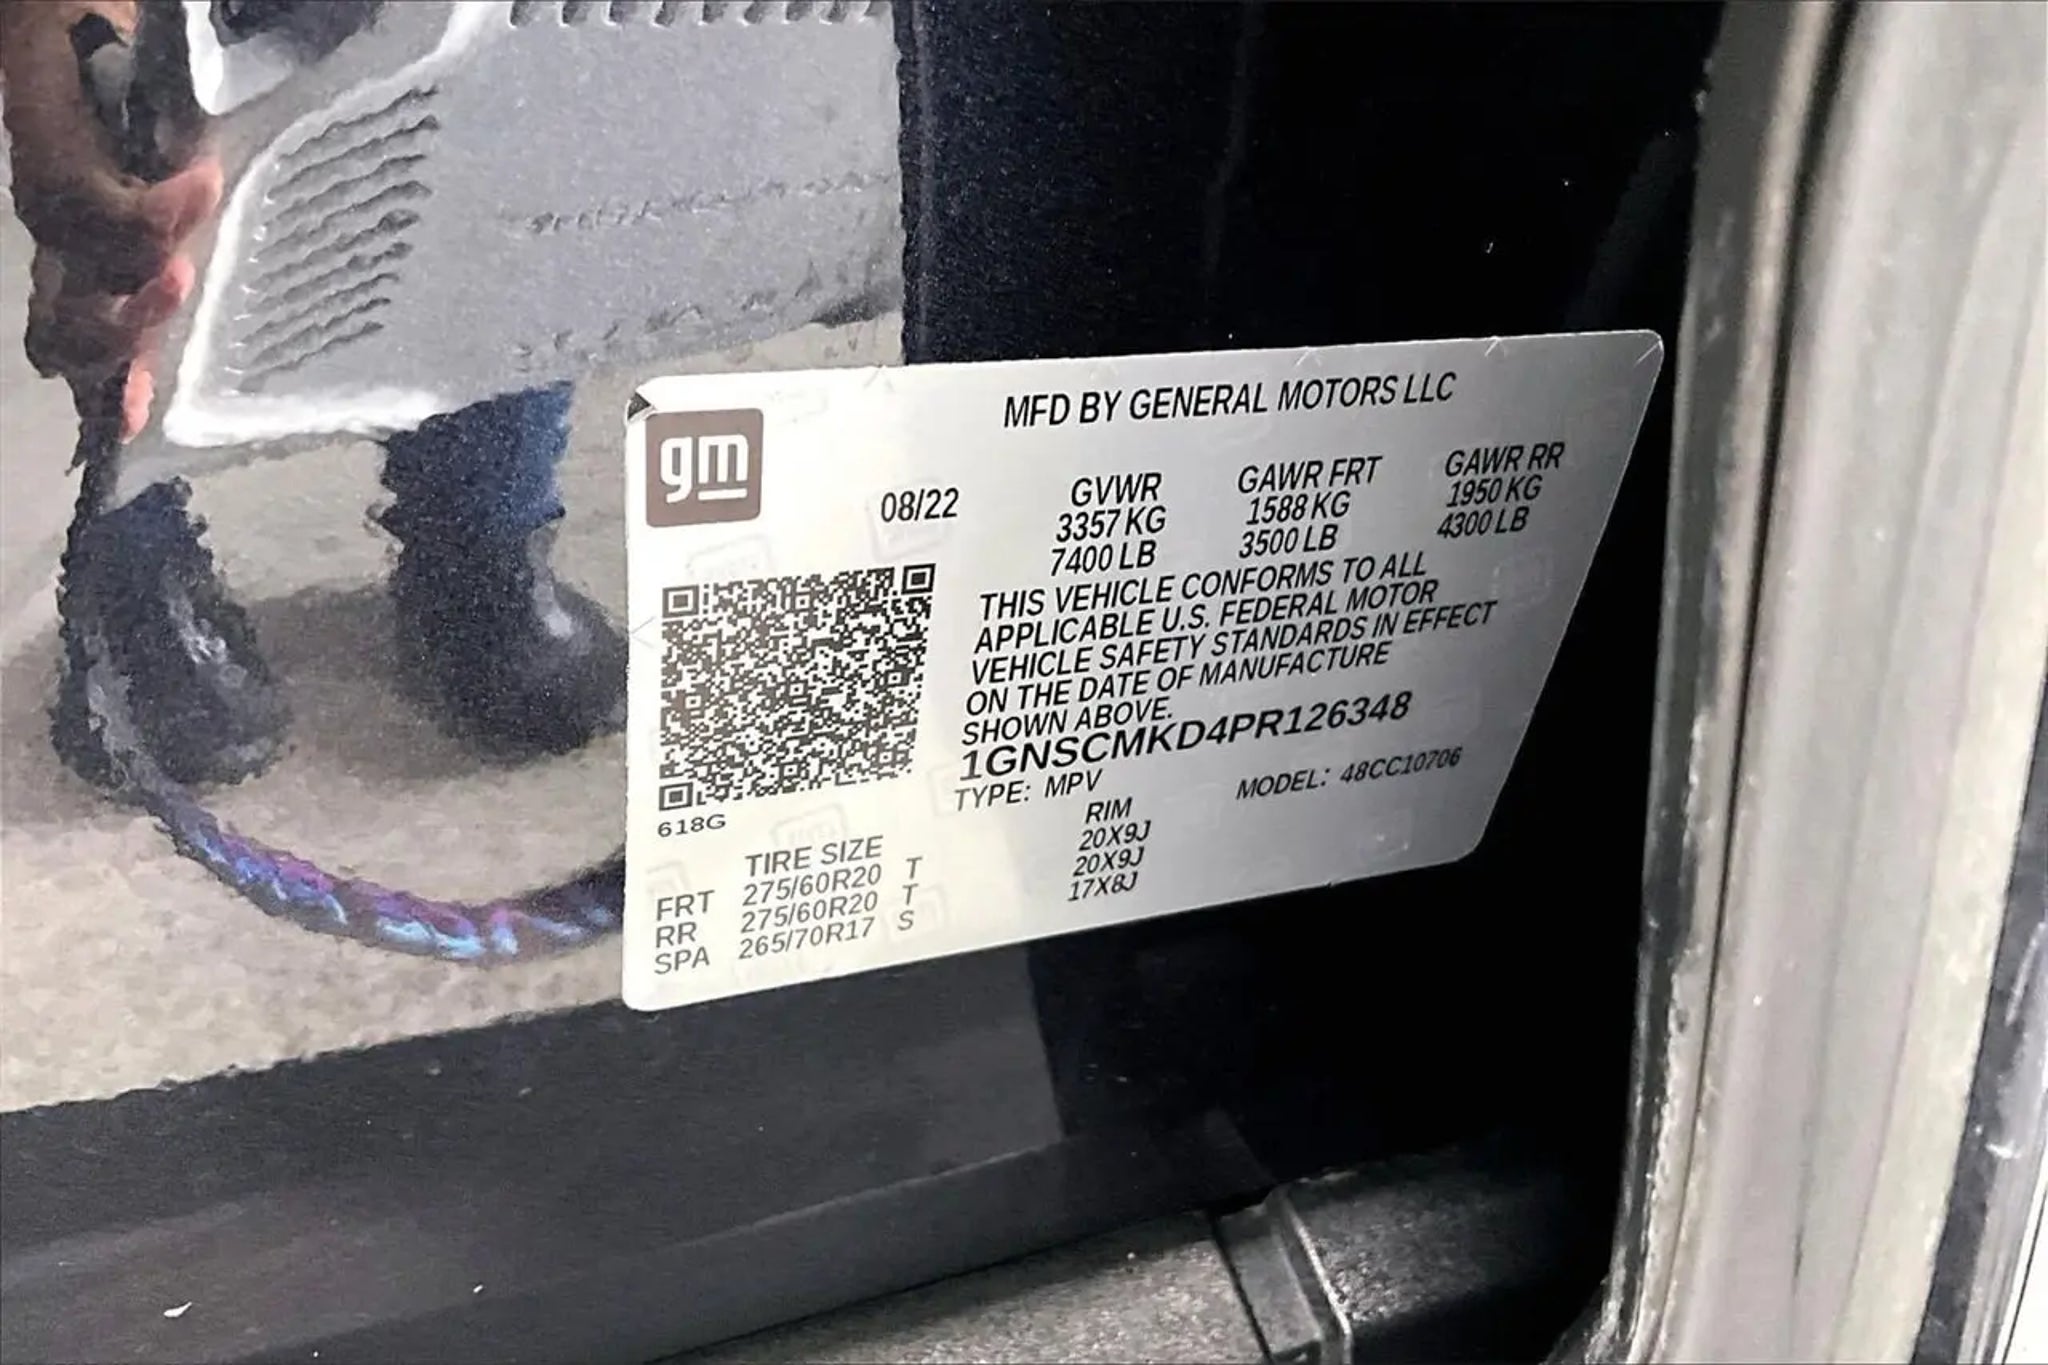 gm
MFD BY GENERAL MOTORS LLC
08/22 GVWR GAWR FRT GAWR RR
3357 KG 1588 KG 1950 KG
7400 LB 3500 LB 4300 LB
THIS VEHICLE CONFORMS TO ALL
APPLICABLE U.S. FEDERAL MOTOR
VEHICLE SAFETY STANDARDS IN EFFECT
ON THE DATE OF MANUFACTURE
SHOWN ABOVE.
1GNSCMKD4PR126348
TYPE: MPV MODEL: 48CC10706
618G
TIRE SIZE RIM
FRT 275/60R20 T 20X9J
RR 275/60R20 T 20X9J
SPA 265/70R17 S 17X8J